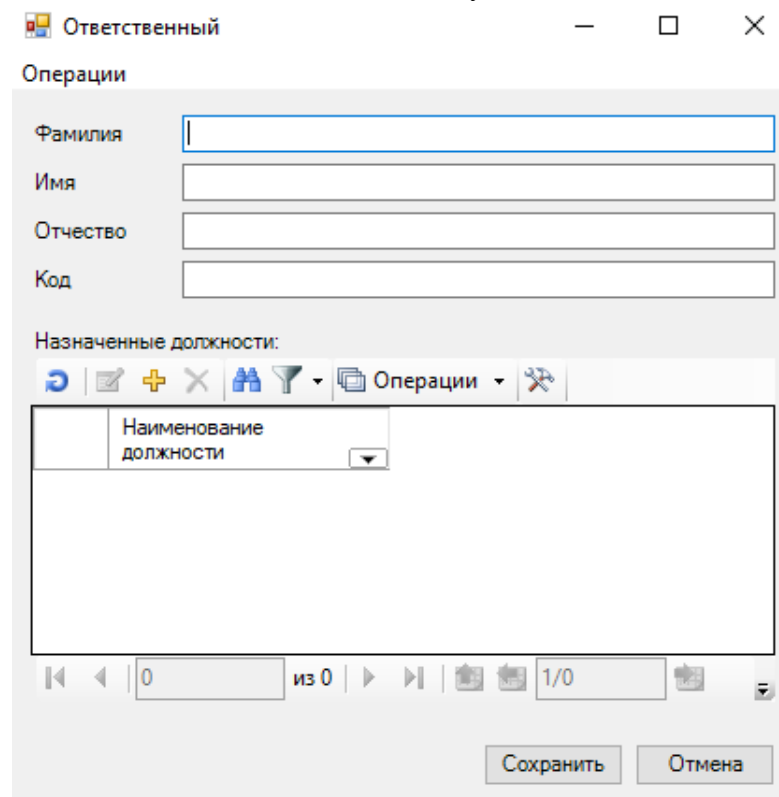 Ответственный
Операции
Фамилия
Имя
Отчество
Код
Назначенные должности:
Операции
Наименование
должности
0 из 0 1/0
Сохранить Отмена